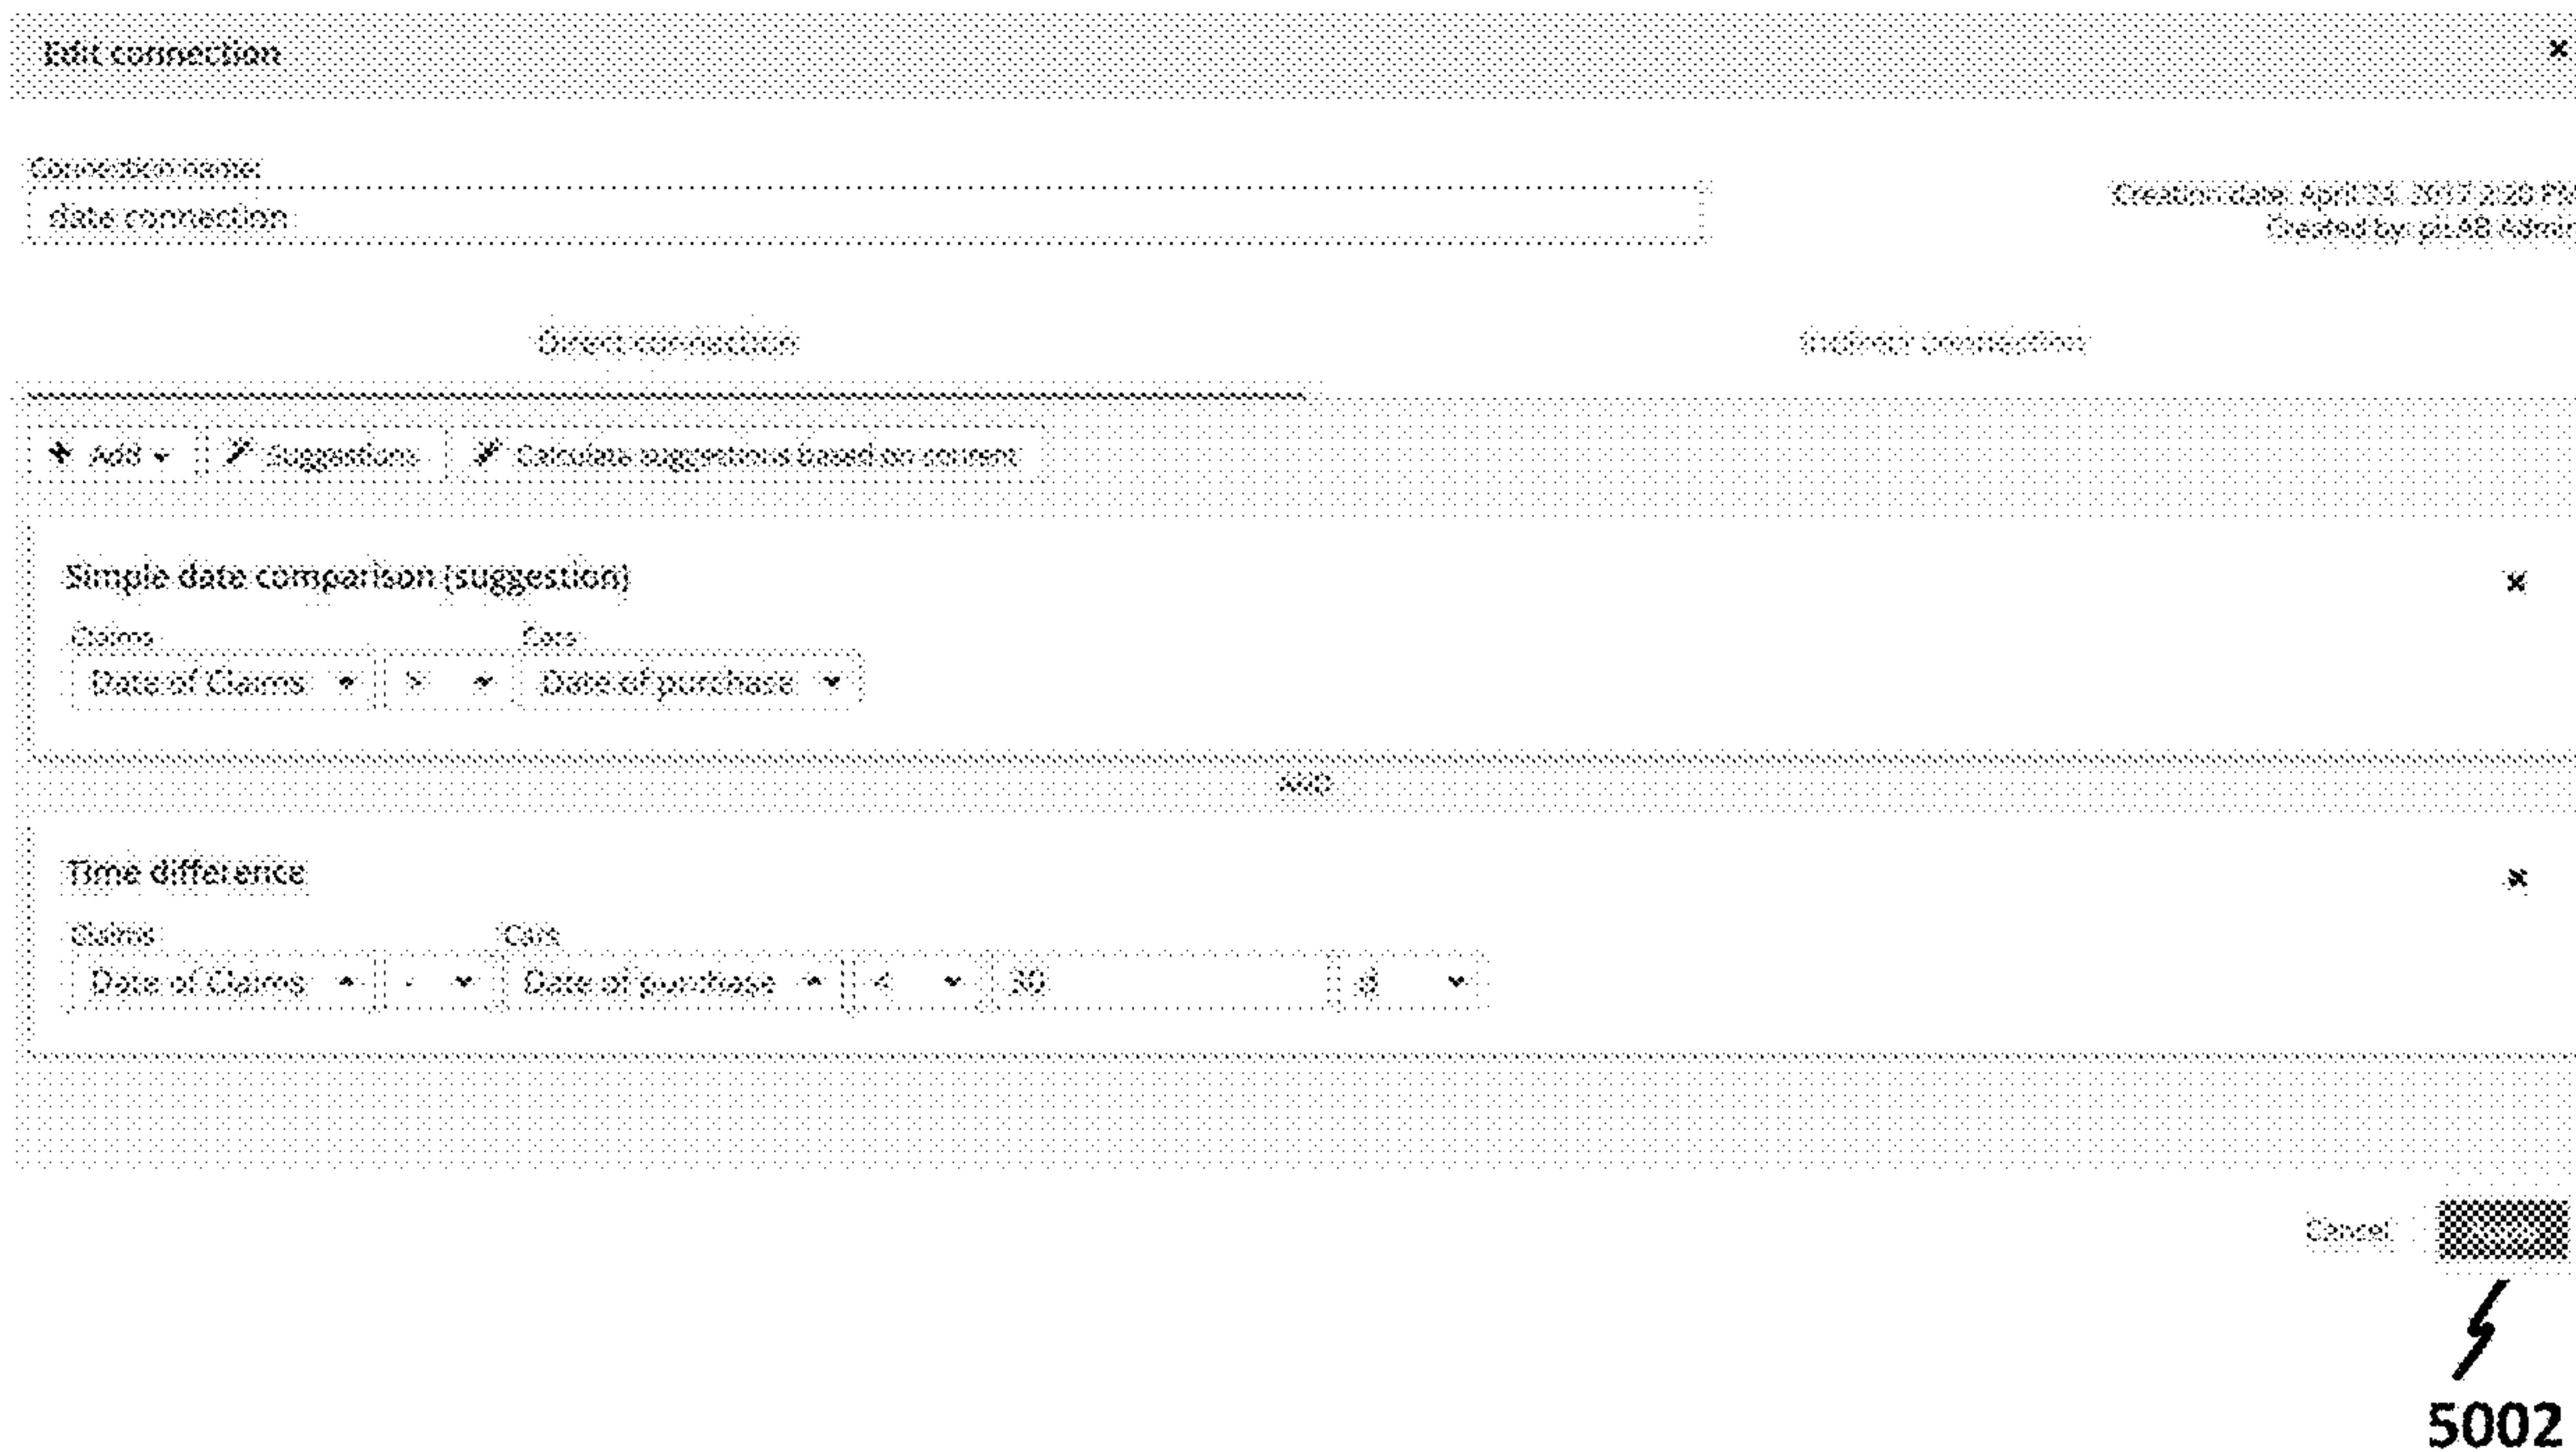 Edit connection ×
Connection name:
date connection
Creation date: April 2017 2:20 PM
Created by: Admin
Direct connection Indirect connection
+ Add Suggestions Calculate suggestions based on content
Simple date comparison (suggestion) ×
Claims Cars
Date of Claims > Date of purchase
AND
Time difference ×
Claims Cars
Date of Claims - Date of purchase < 30 d
Cancel
5002